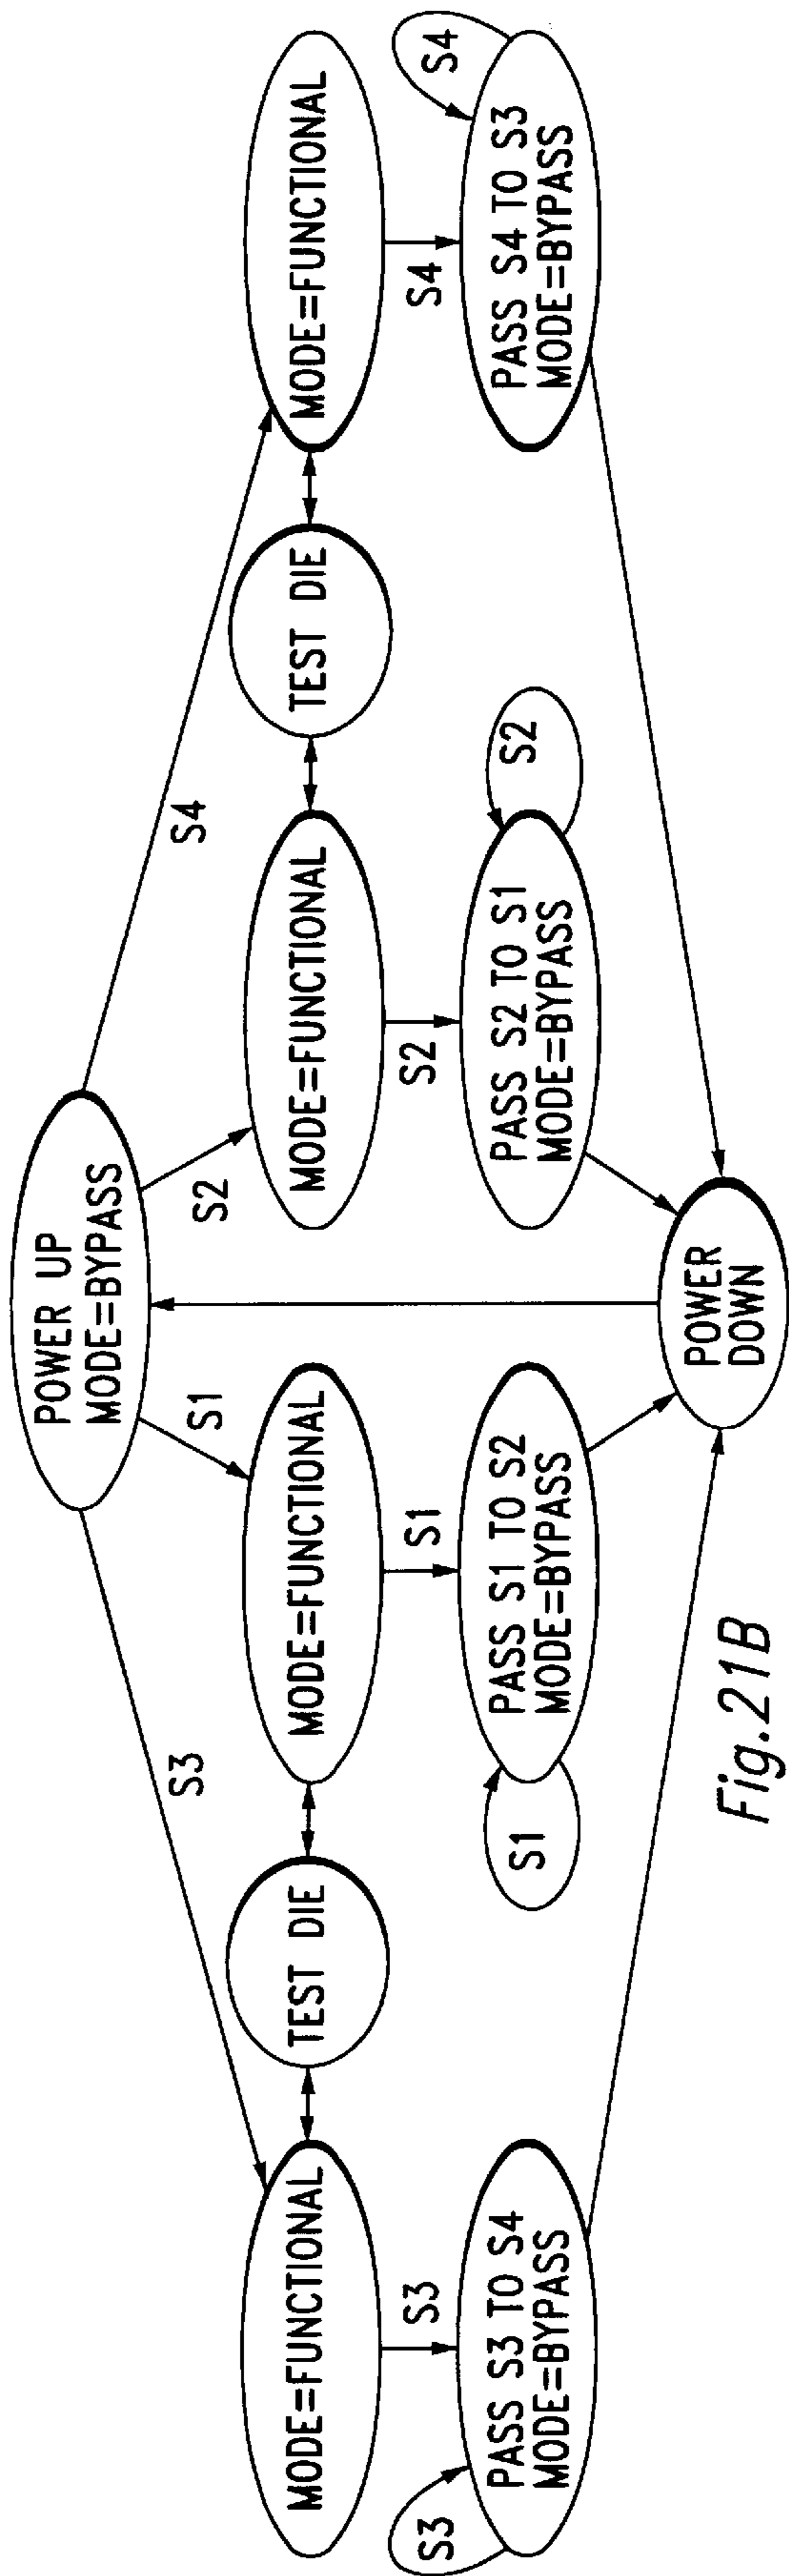 POWER UP
MODE=BYPASS
S3
S1
S2
S4
MODE=FUNCTIONAL
TEST DIE
MODE=FUNCTIONAL
MODE=FUNCTIONAL
TEST DIE
MODE=FUNCTIONAL
S3
S1
S2
S4
S3
PASS S3 TO S4
MODE=BYPASS
S1
PASS S1 TO S2
MODE=BYPASS
PASS S2 TO S1
MODE=BYPASS
S2
PASS S4 TO S3
MODE=BYPASS
S4
POWER
DOWN
Fig.21B